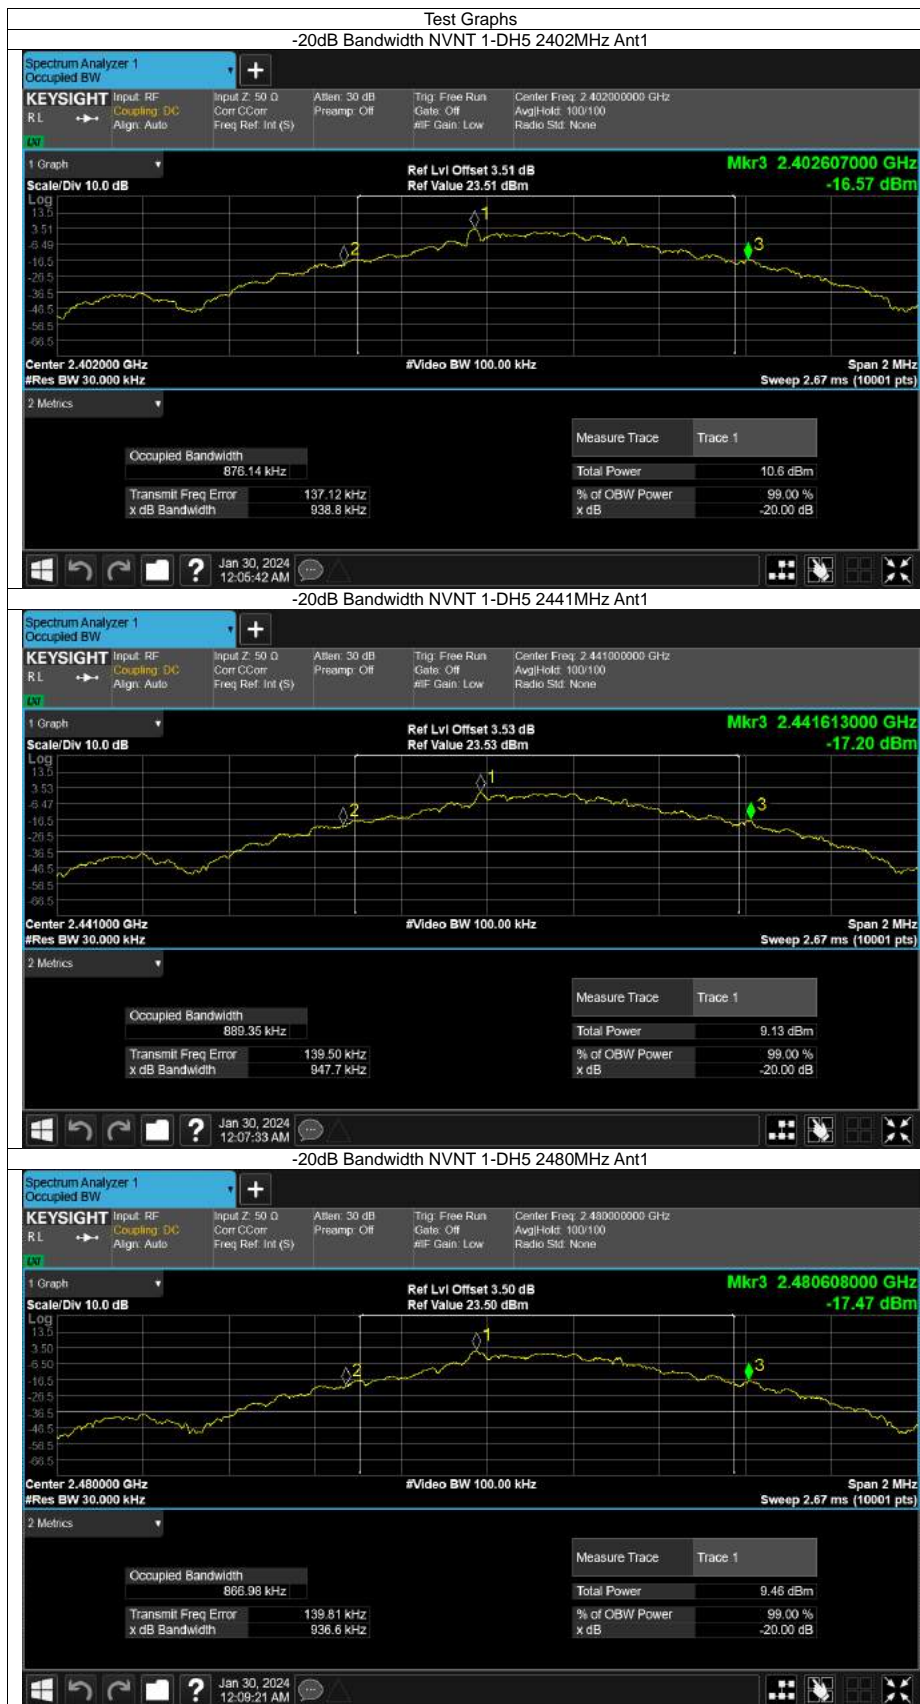 Test Graphs
-20dB Bandwidth NVNT 1-DH5 2402MHz Ant1
Spectrum Analyzer 1
Occupied BW
+
KEYSIGHT Input: RF Input Z: 50 Ω Atten: 30 dB Trig: Free Run Center Freq: 2.402000000 GHz
RL Coupling: DC Corr CCorr Preamp: Off Gate: Off Avg|Hold: 100/100
Align: Auto Freq Ref: Int (S) #IF Gain: Low Radio Std: None
LXI
1 Graph Ref Lvl Offset 3.51 dB Mkr3 2.402607000 GHz
Scale/Div 10.0 dB Ref Value 23.51 dBm -16.57 dBm
Log
13.5
3.51
-6.49
-16.5
-26.5
-36.5
-46.5
-56.5
-66.5
1
2
3
Center 2.402000 GHz #Video BW 100.00 kHz Span 2 MHz
#Res BW 30.000 kHz Sweep 2.67 ms (10001 pts)
2 Metrics
Measure Trace Trace 1
Occupied Bandwidth
876.14 kHz Total Power 10.6 dBm
Transmit Freq Error 137.12 kHz % of OBW Power 99.00 %
x dB Bandwidth 938.8 kHz x dB -20.00 dB
? Jan 30, 2024
12:05:42 AM
-20dB Bandwidth NVNT 1-DH5 2441MHz Ant1
Spectrum Analyzer 1
Occupied BW
+
KEYSIGHT Input: RF Input Z: 50 Ω Atten: 30 dB Trig: Free Run Center Freq: 2.441000000 GHz
RL Coupling: DC Corr CCorr Preamp: Off Gate: Off Avg|Hold: 100/100
Align: Auto Freq Ref: Int (S) #IF Gain: Low Radio Std: None
LXI
1 Graph Ref Lvl Offset 3.53 dB Mkr3 2.441613000 GHz
Scale/Div 10.0 dB Ref Value 23.53 dBm -17.20 dBm
Log
13.5
3.53
-6.47
-16.5
-26.5
-36.5
-46.5
-56.5
-66.5
1
2
3
Center 2.441000 GHz #Video BW 100.00 kHz Span 2 MHz
#Res BW 30.000 kHz Sweep 2.67 ms (10001 pts)
2 Metrics
Measure Trace Trace 1
Occupied Bandwidth
889.35 kHz Total Power 9.13 dBm
Transmit Freq Error 139.50 kHz % of OBW Power 99.00 %
x dB Bandwidth 947.7 kHz x dB -20.00 dB
? Jan 30, 2024
12:07:33 AM
-20dB Bandwidth NVNT 1-DH5 2480MHz Ant1
Spectrum Analyzer 1
Occupied BW
+
KEYSIGHT Input: RF Input Z: 50 Ω Atten: 30 dB Trig: Free Run Center Freq: 2.480000000 GHz
RL Coupling: DC Corr CCorr Preamp: Off Gate: Off Avg|Hold: 100/100
Align: Auto Freq Ref: Int (S) #IF Gain: Low Radio Std: None
LXI
1 Graph Ref Lvl Offset 3.50 dB Mkr3 2.480608000 GHz
Scale/Div 10.0 dB Ref Value 23.50 dBm -17.47 dBm
Log
13.5
3.50
-6.50
-16.5
-26.5
-36.5
-46.5
-56.5
-66.5
1
2
3
Center 2.480000 GHz #Video BW 100.00 kHz Span 2 MHz
#Res BW 30.000 kHz Sweep 2.67 ms (10001 pts)
2 Metrics
Measure Trace Trace 1
Occupied Bandwidth
866.98 kHz Total Power 9.46 dBm
Transmit Freq Error 139.81 kHz % of OBW Power 99.00 %
x dB Bandwidth 936.6 kHz x dB -20.00 dB
? Jan 30, 2024
12:09:21 AM